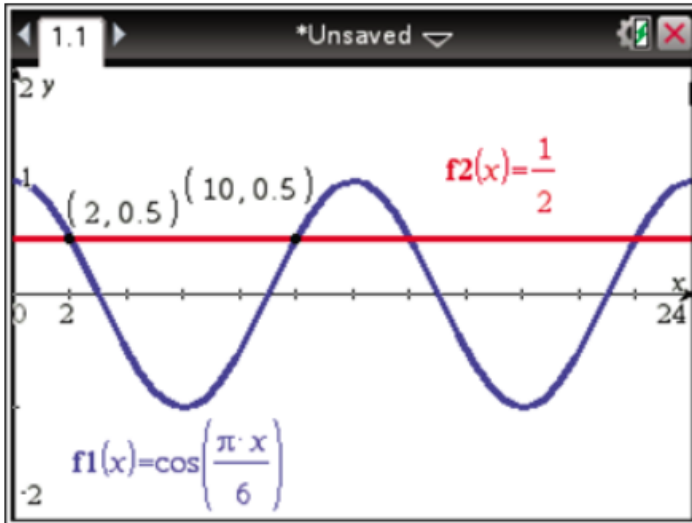 1.1 *Unsaved
2 y
1
(2,0.5) (10,0.5)
f2(x)=1/2
x
0 2 24
f1(x)=cos(π·x/6)
-2